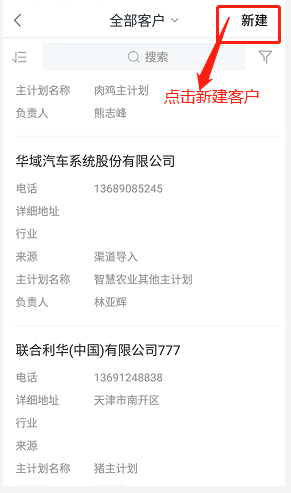 全部客户 新建
搜索
主计划名称 肉鸡主计划
点击新建客户
负责人 熊志峰
华域汽车系统股份有限公司
电话 13689085245
详细地址
行业
来源 渠道导入
主计划名称 智慧农业其他主计划
负责人 林亚辉
联合利华(中国)有限公司777
电话 13691248838
详细地址 天津市南开区
行业
来源
主计划名称 猪主计划